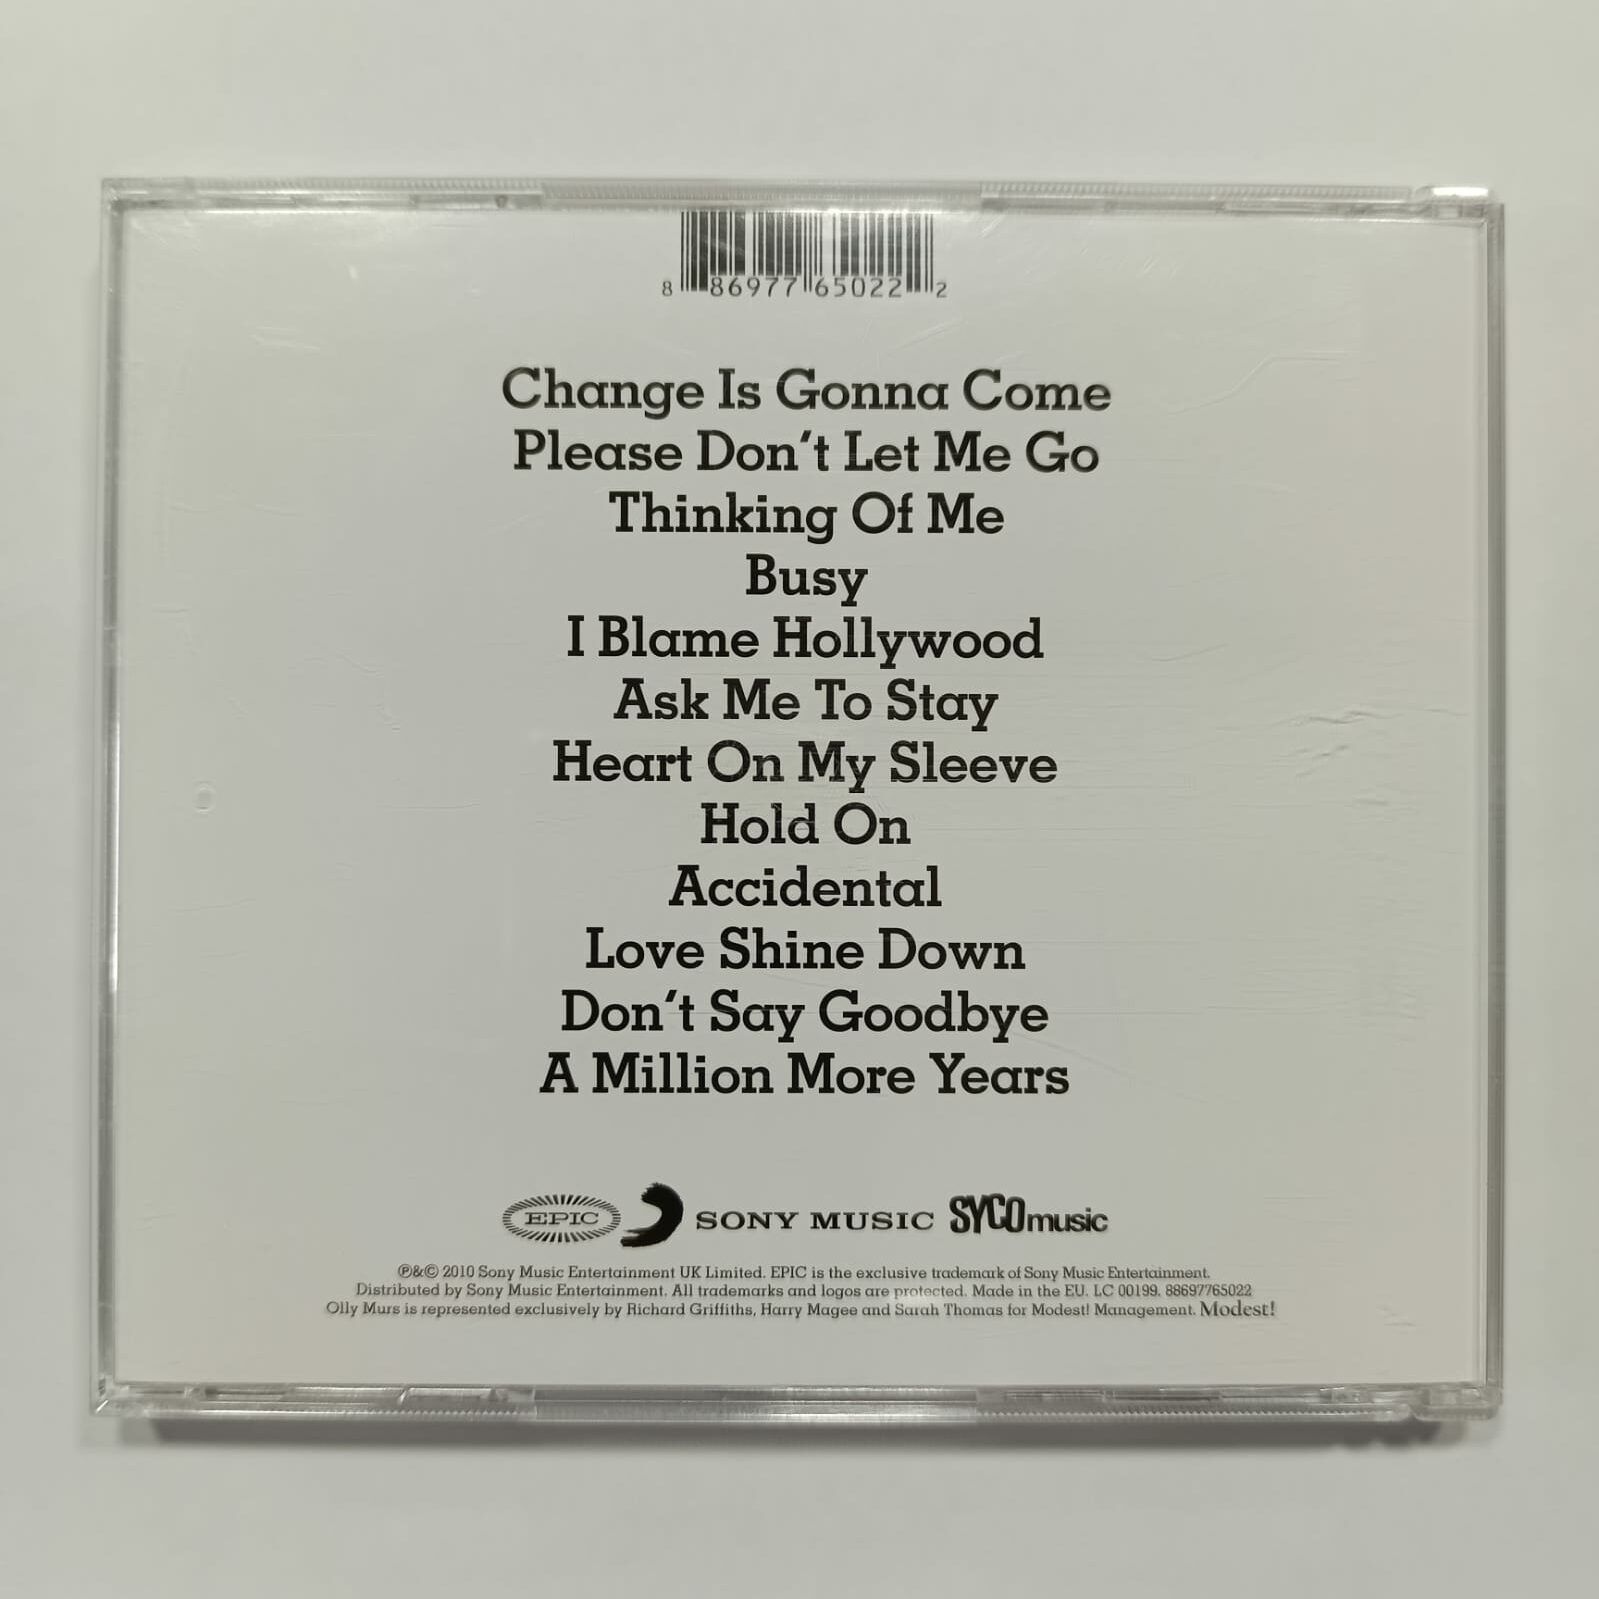 8 86977 65022 2
Change Is Gonna Come
Please Don't Let Me Go
Thinking Of Me
Busy
I Blame Hollywood
Ask Me To Stay
Heart On My Sleeve
Hold On
Accidental
Love Shine Down
Don't Say Goodbye
A Million More Years
EPIC SONY MUSIC SYCOmusic
℗&© 2010 Sony Music Entertainment UK Limited. EPIC is the exclusive trademark of Sony Music Entertainment.
Distributed by Sony Music Entertainment. All trademarks and logos are protected. Made in the EU. LC 00199. 88697765022
Olly Murs is represented exclusively by Richard Griffiths, Harry Magee and Sarah Thomas for Modest! Management. Modest!